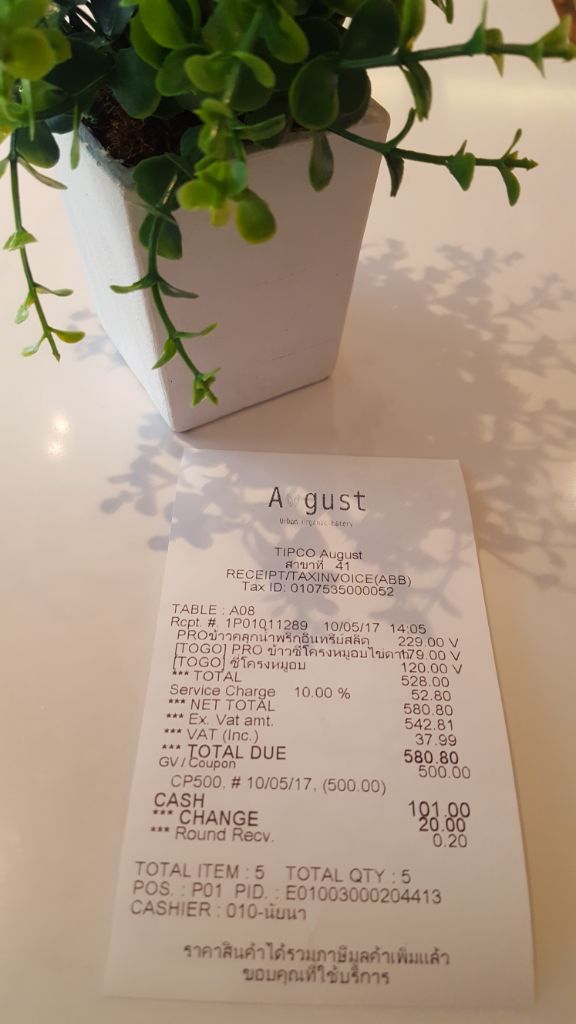 August
Urban Organic Eatery
TIPCO August
สาขาที่ 41
RECEIPT/TAXINVOICE(ABB)
Tax ID: 0107535000052
TABLE : A08
Rcpt. #. 1P01011289 10/05/17 14:05
PROข้าวคลุกน้ำพริกอินทรีย์สลัด 229.00 V
[TOGO] PRO ข้าวซี่โครงหมูอบไข่ดาว 179.00 V
[TOGO] ซี่โครงหมูอบ 120.00 V
*** TOTAL 528.00
Service Charge 10.00 % 52.80
*** NET TOTAL 580.80
*** Ex. Vat amt. 542.81
*** VAT (Inc.) 37.99
*** TOTAL DUE 580.80
GV / Coupon 500.00
CP500, # 10/05/17, (500.00)
CASH 101.00
*** CHANGE 20.00
*** Round Recv. 0.20
TOTAL ITEM : 5 TOTAL QTY : 5
POS. : P01 PID. : E01003000204413
CASHIER : 010-นัยนา
ราคาสินค้าได้รวมภาษีมูลค่าเพิ่มแล้ว
ขอบคุณที่ใช้บริการ